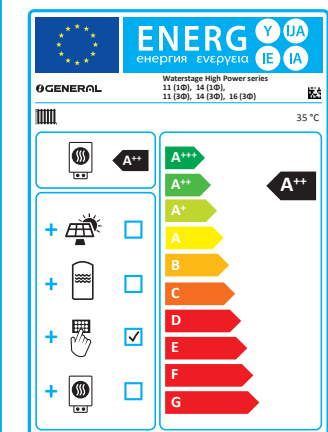 ENERG Y IJA
енергия ενεργεια IE IA
GENERAL
Waterstage High Power series
11 (1Φ), 14 (1Φ),
11 (3Φ), 14 (3Φ), 16 (3Φ)
35 °C
A++
A+++
A++
A++
A+
A
B
C
D
E
F
G
+
+
+
+